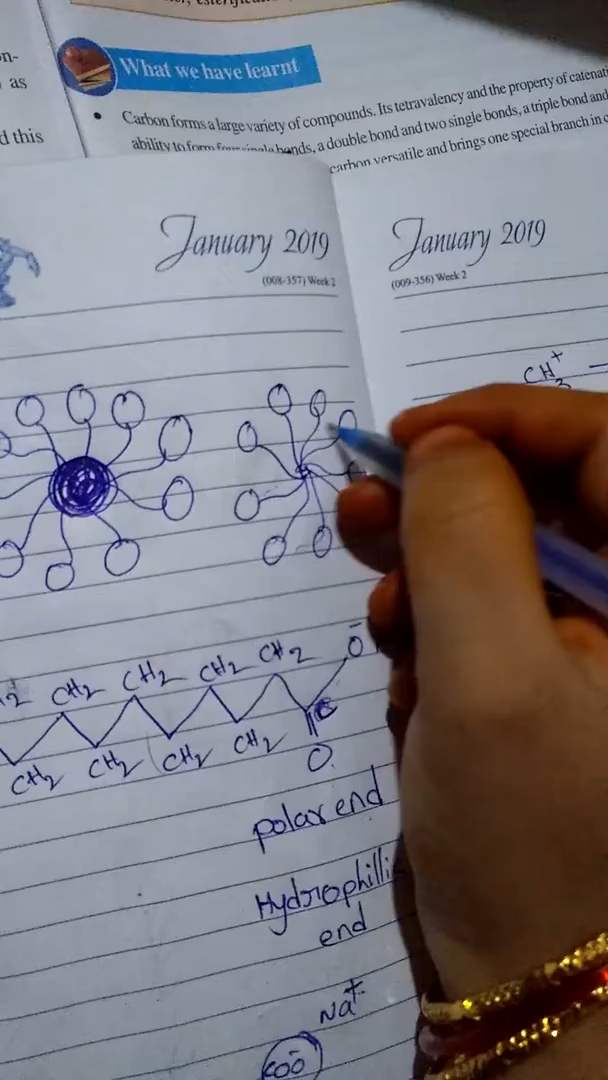 What we have learnt
as
d this
• Carbon forms a large variety of compounds. Its tetravalency and the property of catenati
ability to form four single bonds, a double bond and two single bonds, a triple bond and
carbon versatile and brings one special branch in c
January 2019
(008-357) Week 2
January 2019
(009-356) Week 2
CH3+ –
CH2 CH2 CH2 CH2 O-
CH2 CH2 CH2 CH2 C
O
polar end
Hydrophilli
end
Na+
COO-